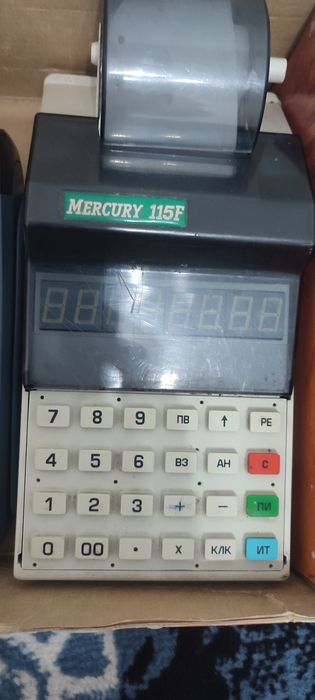 MERCURY 115F
7 8 9 ПВ ↑ РЕ
4 5 6 ВЗ АН С
1 2 3 + − ПИ
0 00 • X К/ЛК ИТ